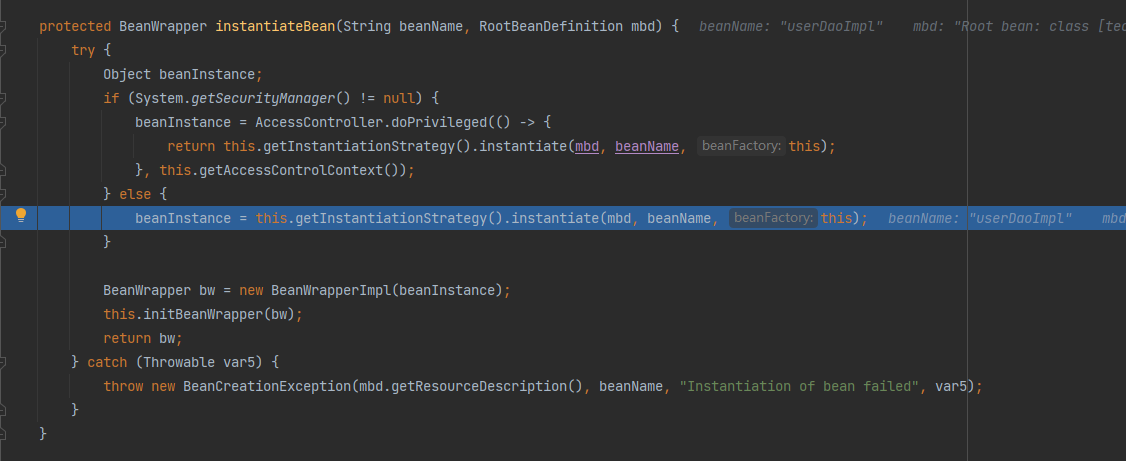 protected BeanWrapper instantiateBean(String beanName, RootBeanDefinition mbd) {   beanName: "userDaoImpl"    mbd: "Root bean: class [tec
    try {
        Object beanInstance;
        if (System.getSecurityManager() != null) {
            beanInstance = AccessController.doPrivileged(() -> {
                return this.getInstantiationStrategy().instantiate(mbd, beanName, beanFactory: this);
            }, this.getAccessControlContext());
        } else {
            beanInstance = this.getInstantiationStrategy().instantiate(mbd, beanName, beanFactory: this);   beanName: "userDaoImpl"    mbd
        }

        BeanWrapper bw = new BeanWrapperImpl(beanInstance);
        this.initBeanWrapper(bw);
        return bw;
    } catch (Throwable var5) {
        throw new BeanCreationException(mbd.getResourceDescription(), beanName, "Instantiation of bean failed", var5);
    }
}